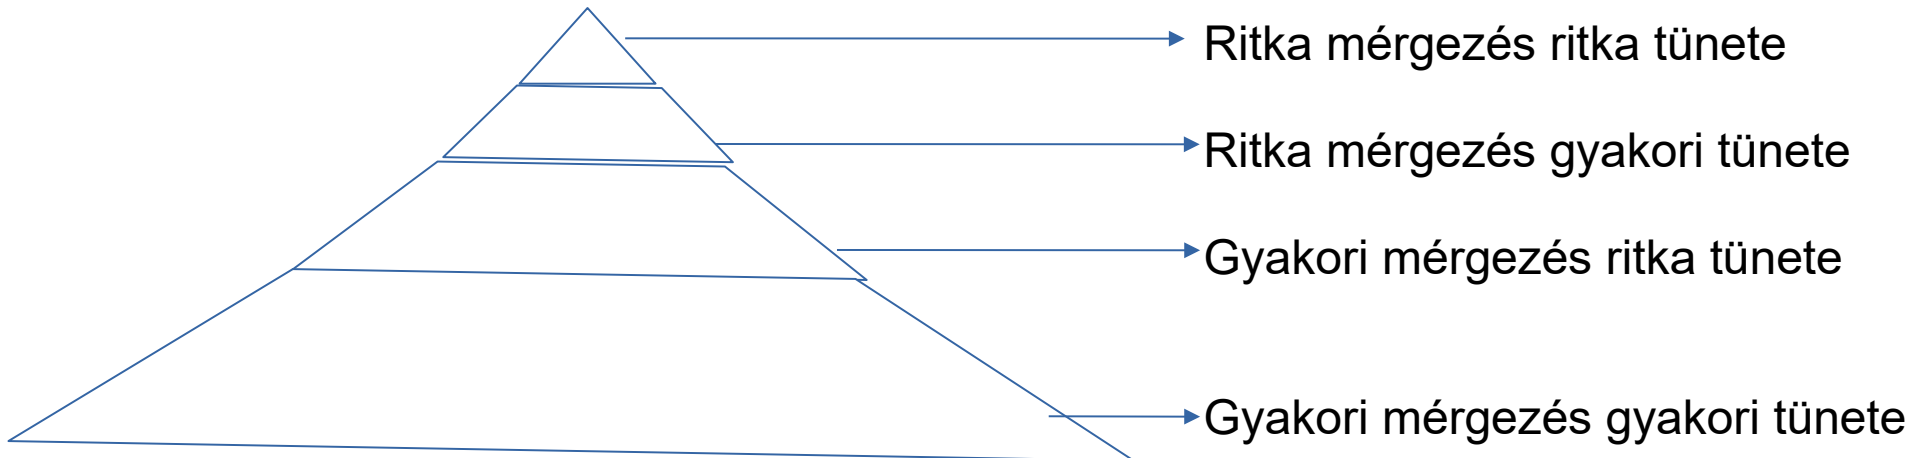 Ritka mérgezés ritka tünete
Ritka mérgezés gyakori tünete
Gyakori mérgezés ritka tünete
Gyakori mérgezés gyakori tünete